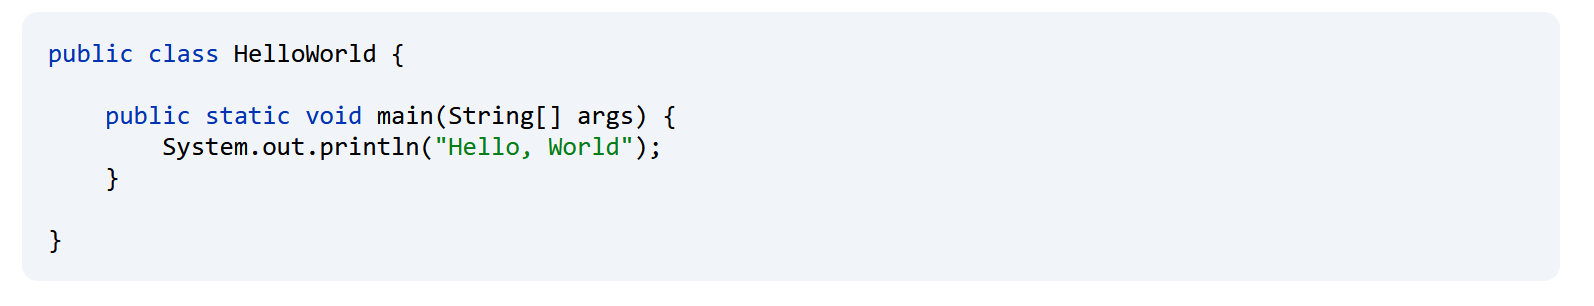 public class HelloWorld {
    public static void main(String[] args) {
        System.out.println("Hello, World");
    }
}